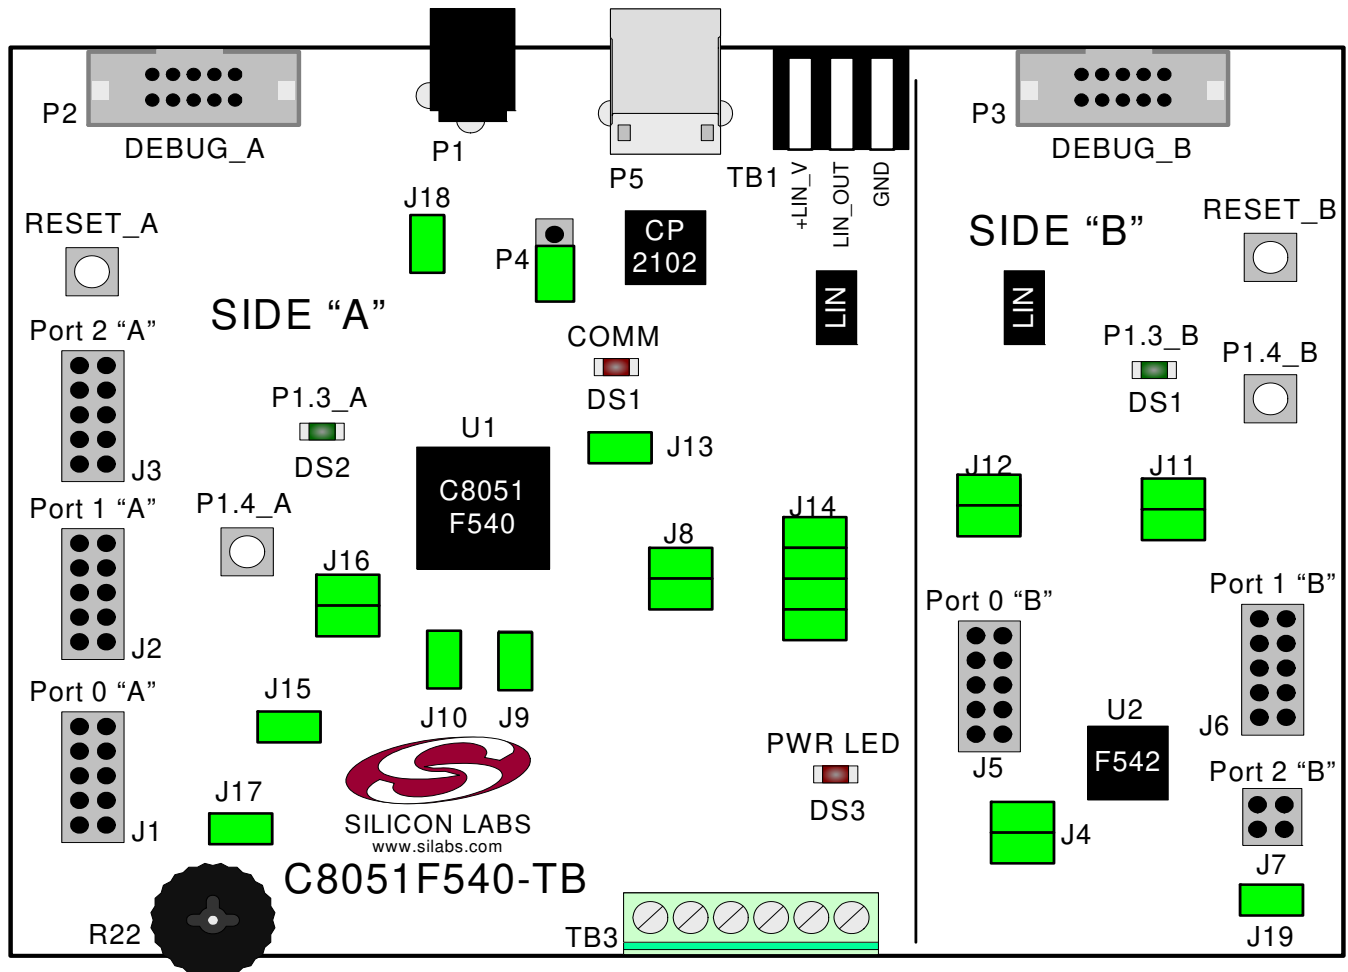 P2
DEBUG_A
P1
P5
TB1
+LIN_V
LIN_OUT
GND
P3
DEBUG_B
RESET_A
J18
P4
CP
2102
SIDE “A”
LIN
SIDE “B”
LIN
RESET_B
Port 2 “A”
J3
P1.3_A
DS2
COMM
DS1
U1
C8051
F540
J13
P1.3_B
DS1
P1.4_B
Port 1 “A”
J2
P1.4_A
J16
J8
J14
J12
J11
Port 0 “A”
J1
J15
J10
J9
J17
SILICON LABS
www.silabs.com
C8051F540-TB
R22
PWR LED
DS3
TB3
Port 0 “B”
J5
U2
F542
J4
Port 1 “B”
J6
Port 2 “B”
J7
J19